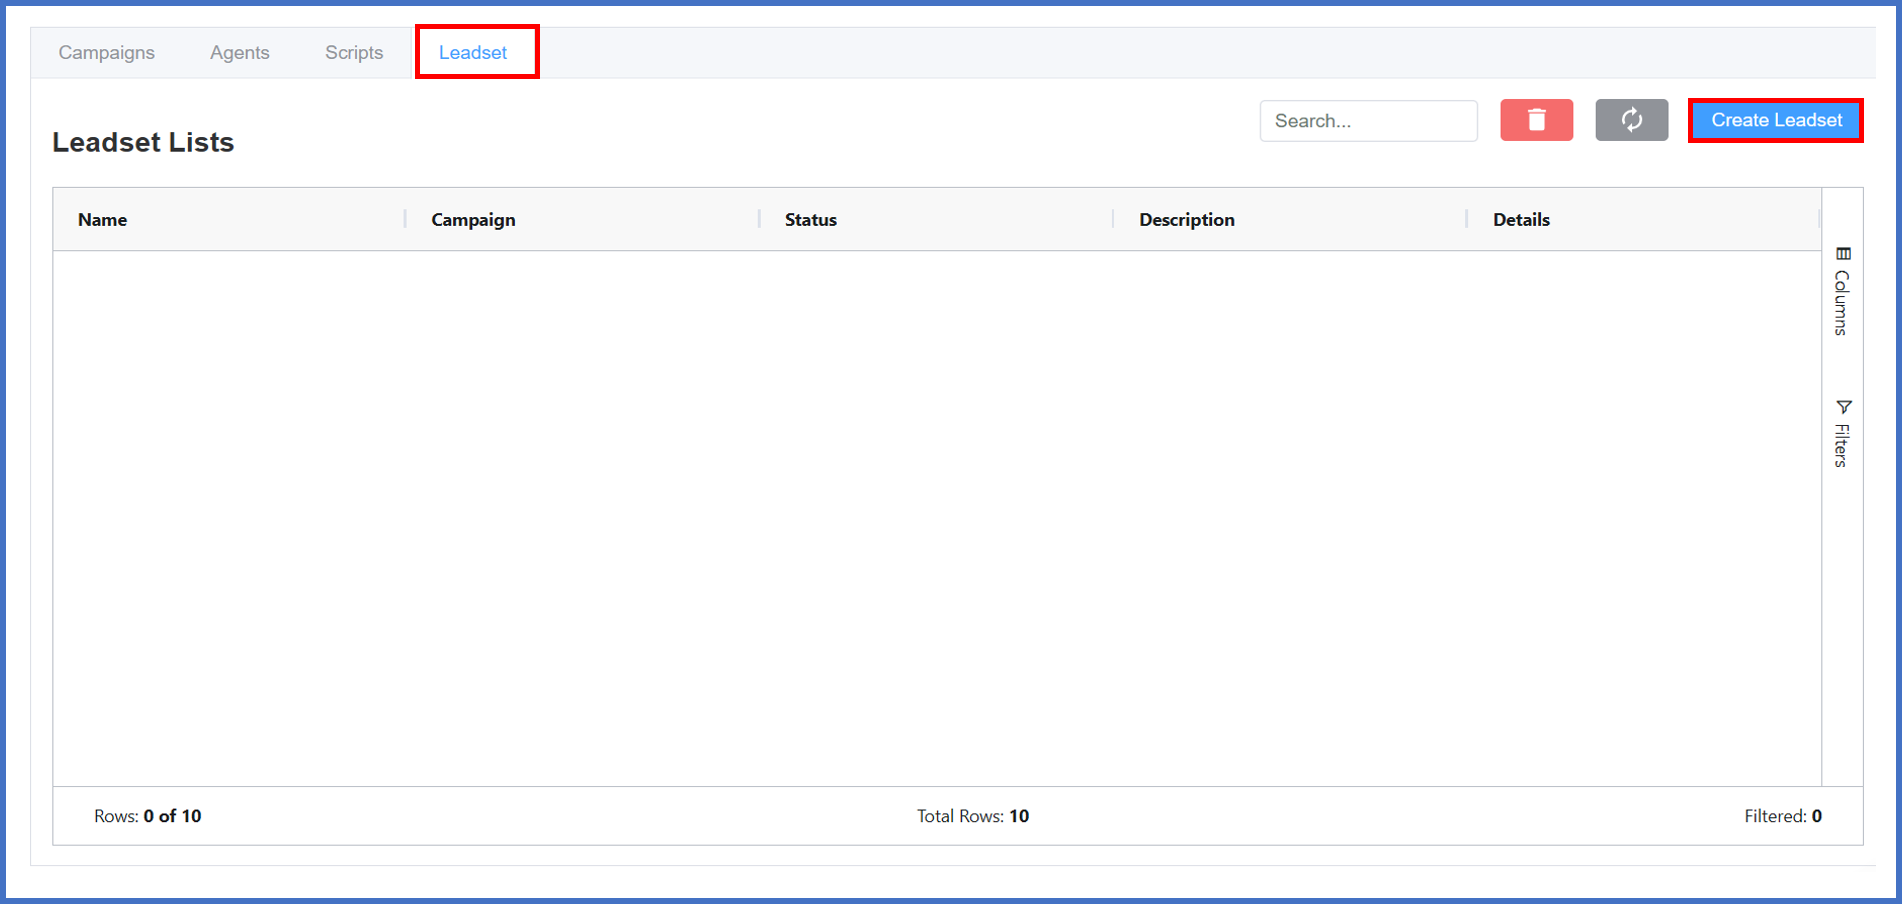 Campaigns Agents Scripts Leadset
Search... Create Leadset
Leadset Lists
Name Campaign Status Description Details
Columns
Filters
Rows: 0 of 10 Total Rows: 10 Filtered: 0